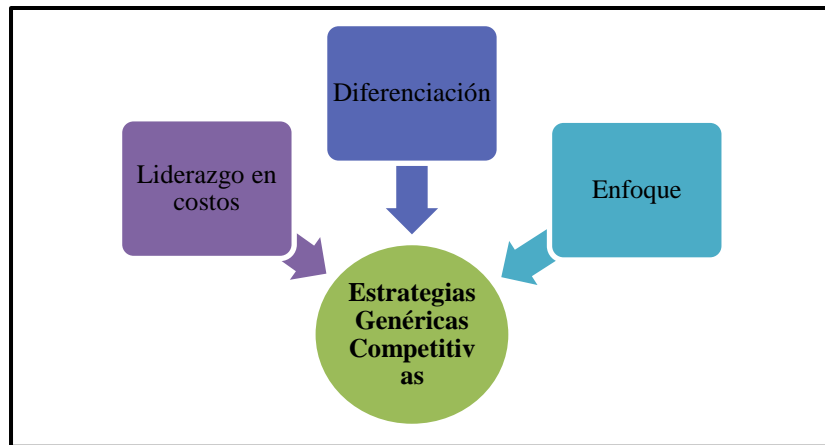 Diferenciación
Liderazgo en
costos
Enfoque
Estrategias
Genéricas
Competitiv
as